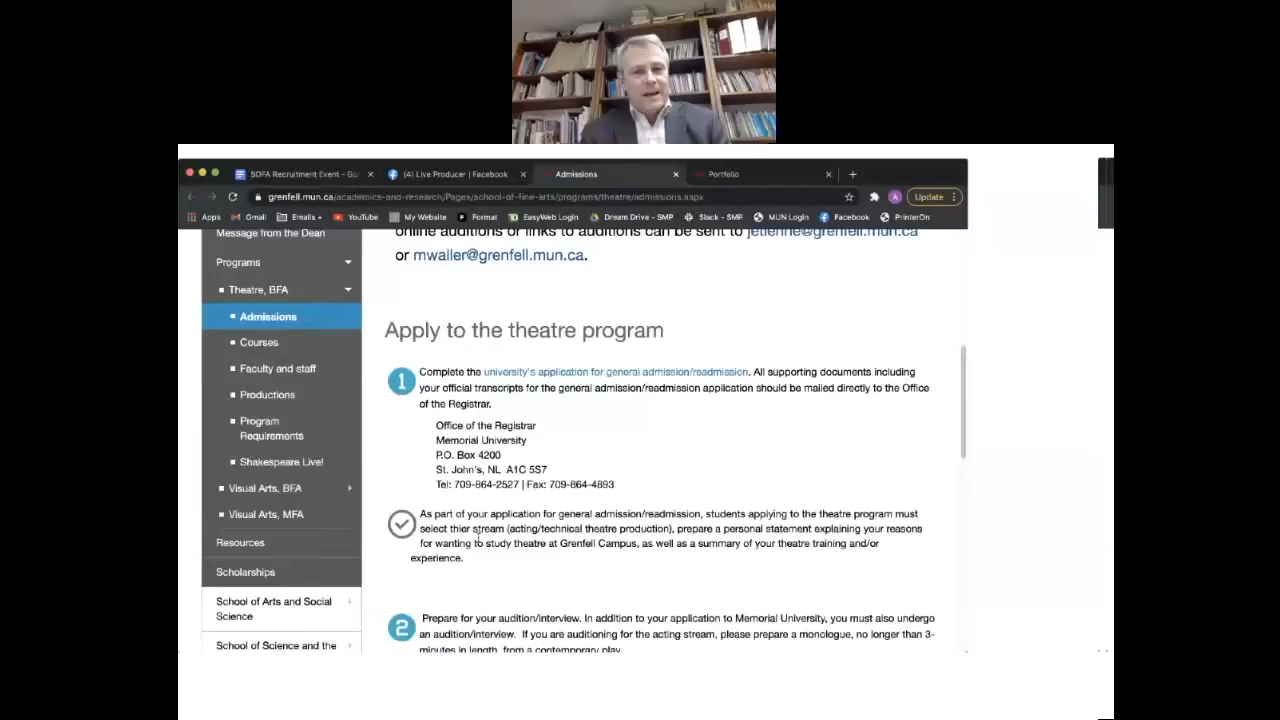 SOFA Recruitment Event - Go
(4) Live Producer | Facebook
Admissions
Portfolio
grenfell.mun.ca/academics-and-research/Pages/school-of-fine-arts/programs/theatre/admissions.aspx
A
Update
Apps
Gmail
Emails
YouTube
My Website
Format
EasyWeb Login
Dream Drive - SMP
Slack - SMP
MUN Login
Facebook
PrinterOn
Message from the Dean
Programs
Theatre, BFA
Admissions
Courses
Faculty and staff
Productions
Program
Requirements
Shakespeare Live!
Visual Arts, BFA
Visual Arts, MFA
Resources
Scholarships
School of Arts and Social
Science
School of Science and the
online auditions or links to auditions can be sent to jetienne@grenfell.mun.ca
or mwaller@grenfell.mun.ca.
Apply to the theatre program
1
Complete the university's application for general admission/readmission. All supporting documents including
your official transcripts for the general admission/readmission application should be mailed directly to the Office
of the Registrar.
Office of the Registrar
Memorial University
P.O. Box 4200
St. John's, NL A1C 5S7
Tel: 709-864-2527 | Fax: 709-864-4893
As part of your application for general admission/readmission, students applying to the theatre program must
select thier stream (acting/technical theatre production), prepare a personal statement explaining your reasons
for wanting to study theatre at Grenfell Campus, as well as a summary of your theatre training and/or
experience.
2
Prepare for your audition/interview. In addition to your application to Memorial University, you must also undergo
an audition/interview. If you are auditioning for the acting stream, please prepare a monologue, no longer than 3-
minutes in length, from a contemporary play